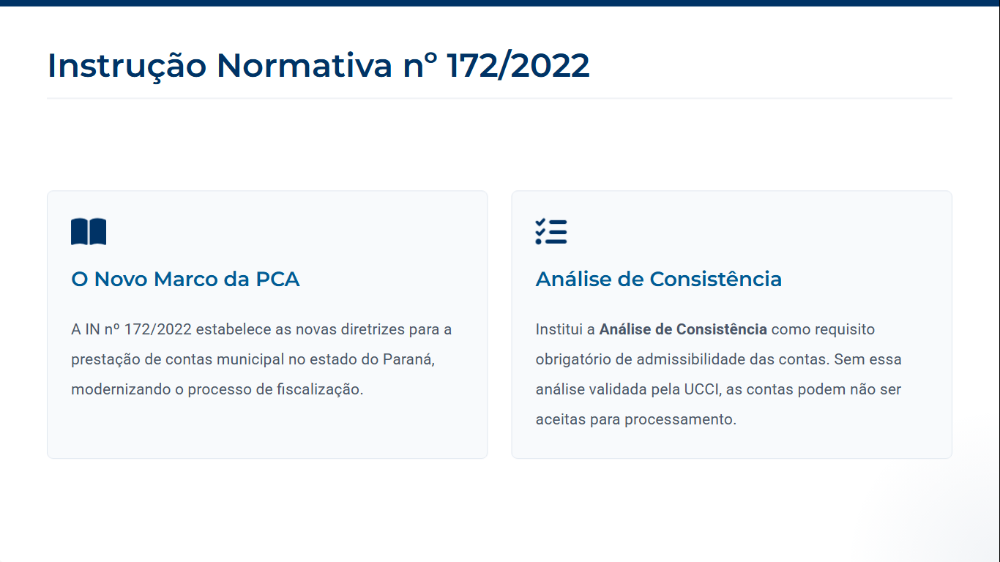 Instrução Normativa nº 172/2022
O Novo Marco da PCA
A IN nº 172/2022 estabelece as novas diretrizes para a
prestação de contas municipal no estado do Paraná,
modernizando o processo de fiscalização.
Análise de Consistência
Institui a Análise de Consistência como requisito
obrigatório de admissibilidade das contas. Sem essa
análise validada pela UCCI, as contas podem não ser
aceitas para processamento.